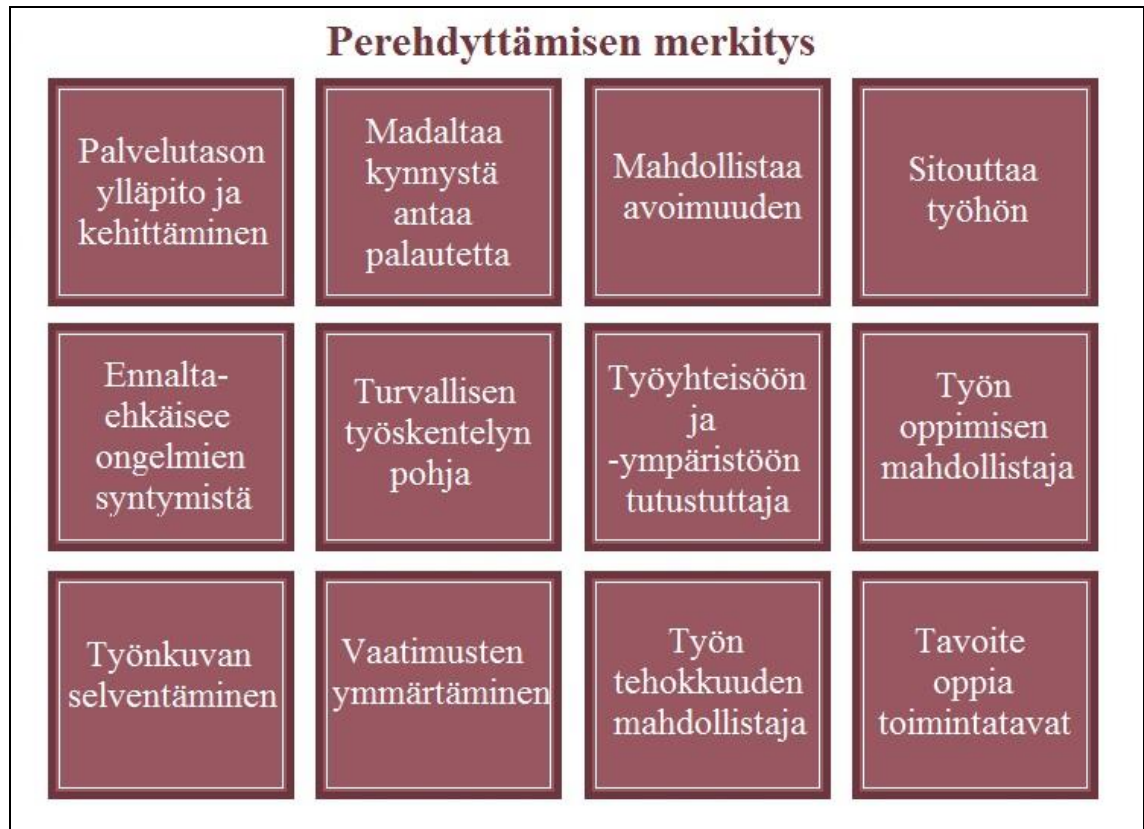 Perehdyttämisen merkitys
Palvelutason
ylläpito ja
kehittäminen
Madaltaa
kynnystä
antaa
palautetta
Mahdollistaa
avoimuuden
Sitouttaa
työhön
Ennalta-
ehkäisee
ongelmien
syntymistä
Turvallisen
työskentelyn
pohja
Työyhteisöön
ja
-ympäristöön
tutustuttaja
Työn
oppimisen
mahdollistaja
Työnkuvan
selventäminen
Vaatimusten
ymmärtäminen
Työn
tehokkuuden
mahdollistaja
Tavoite
oppia
toimintatavat